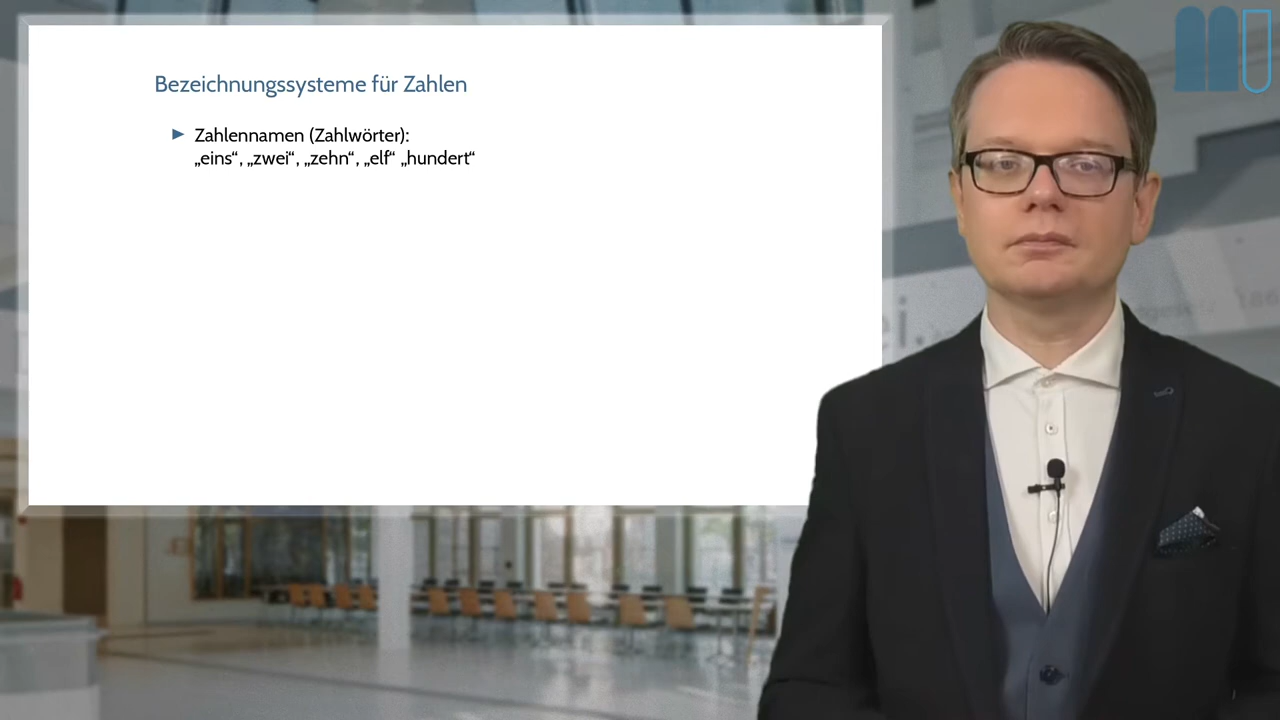 Bezeichnungssysteme für Zahlen
Zahlennamen (Zahlwörter):
„eins“, „zwei“, „zehn“, „elf“ „hundert“